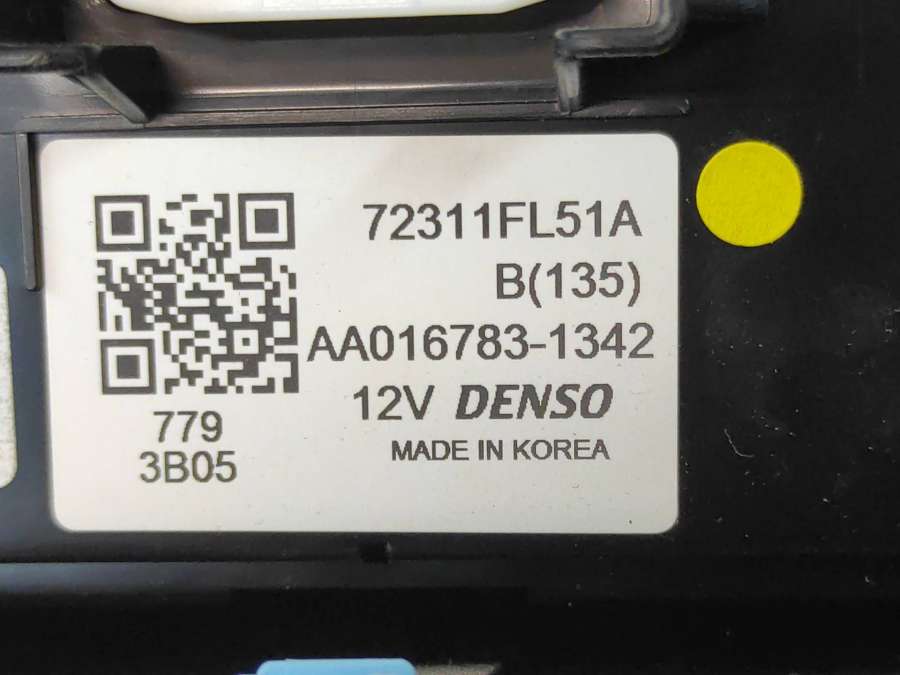 72311FL51A
B(135)
AA016783-1342
12V DENSO
MADE IN KOREA
779
3B05